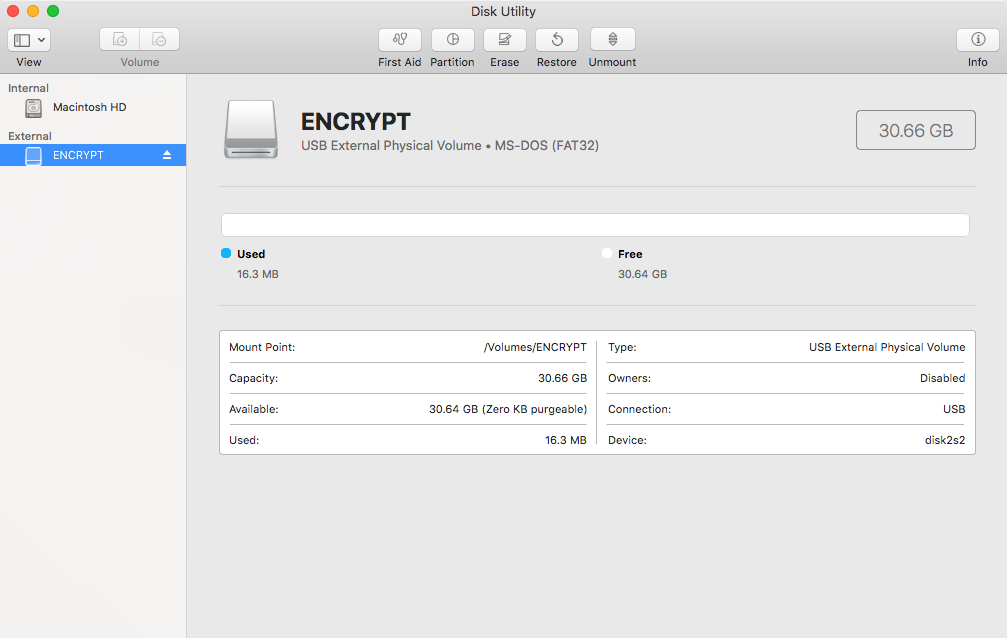 Disk Utility
View
Volume
First Aid
Partition
Erase
Restore
Unmount
Info
Internal
Macintosh HD
External
ENCRYPT
ENCRYPT
USB External Physical Volume • MS-DOS (FAT32)
30.66 GB
Used
16.3 MB
Free
30.64 GB
Mount Point: /Volumes/ENCRYPT
Capacity: 30.66 GB
Available: 30.64 GB (Zero KB purgeable)
Used: 16.3 MB
Type: USB External Physical Volume
Owners: Disabled
Connection: USB
Device: disk2s2